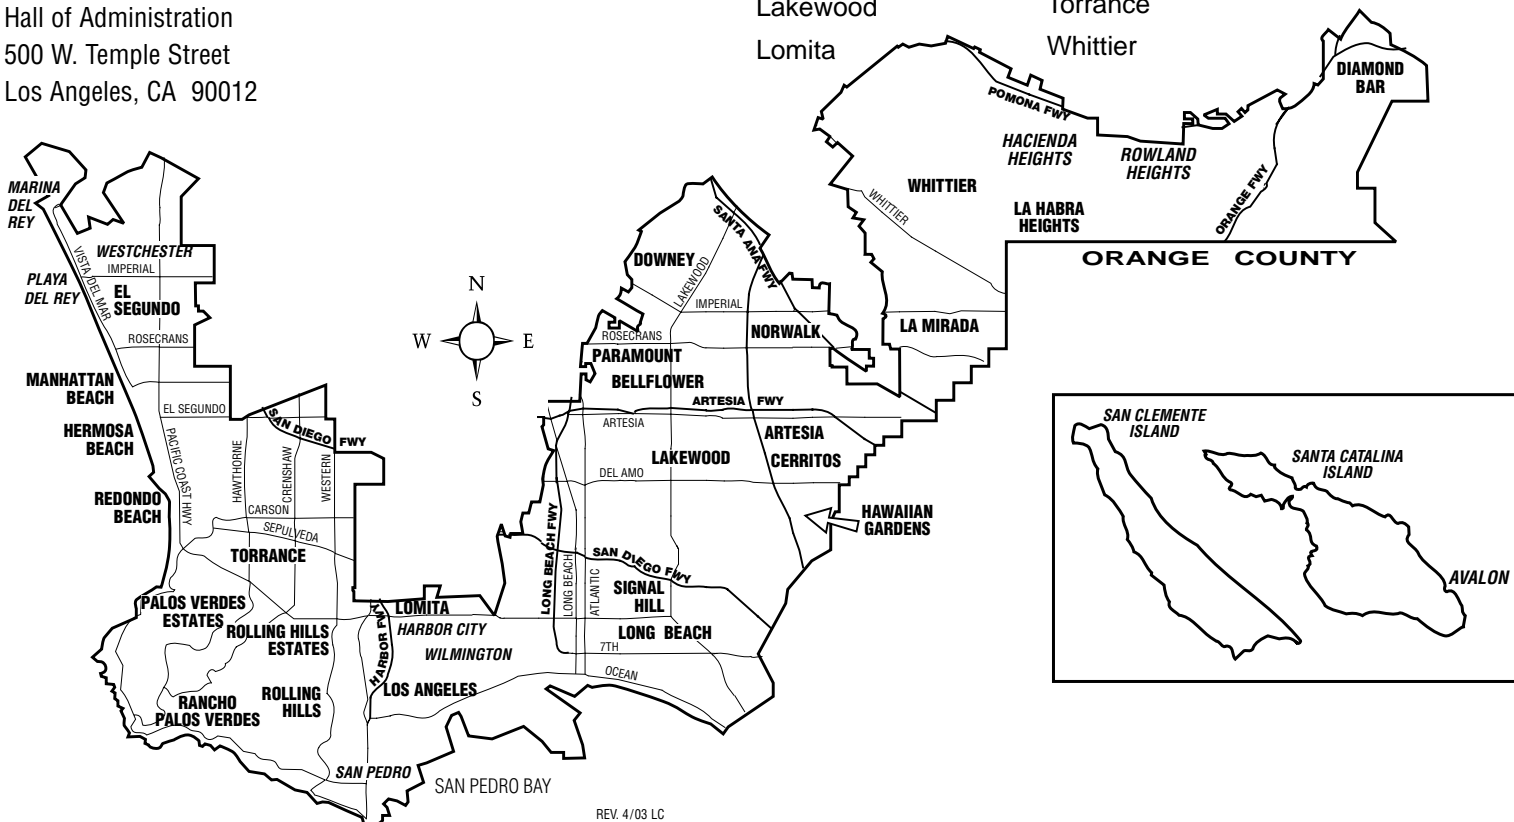 Hall of Administration
500 W. Temple Street
Los Angeles, CA 90012
Lakewood
Lomita
Torrance
Whittier
DIAMOND
BAR
POMONA FWY
HACIENDA
HEIGHTS
ROWLAND
HEIGHTS
WHITTIER
WHITTIER
LA HABRA
HEIGHTS
ORANGE FWY
ORANGE COUNTY
MARINA
DEL
REY
WESTCHESTER
IMPERIAL
VISTA DEL MAR
PLAYA
DEL REY
EL
SEGUNDO
ROSECRANS
MANHATTAN
BEACH
EL SEGUNDO
SAN DIEGO FWY
HERMOSA
BEACH
PACIFIC COAST HWY
HAWTHORNE
CRENSHAW
WESTERN
REDONDO
BEACH
CARSON
SEPULVEDA
TORRANCE
PALOS VERDES
ESTATES
ROLLING HILLS
ESTATES
RANCHO
PALOS VERDES
ROLLING
HILLS
HARBOR FWY
LOMITA
HARBOR CITY
WILMINGTON
LOS ANGELES
SAN PEDRO
SAN PEDRO BAY
N
W
E
S
DOWNEY
SANTA ANA FWY
LAKEWOOD
IMPERIAL
NORWALK
LA MIRADA
ROSECRANS
PARAMOUNT
BELLFLOWER
ARTESIA FWY
ARTESIA
ARTESIA
LAKEWOOD
CERRITOS
DEL AMO
HAWAIIAN
GARDENS
LONG BEACH FWY
LONG BEACH
ATLANTIC
SAN DIEGO FWY
SIGNAL
HILL
LONG BEACH
7TH
OCEAN
SAN CLEMENTE
ISLAND
SANTA CATALINA
ISLAND
AVALON
REV. 4/03 LC